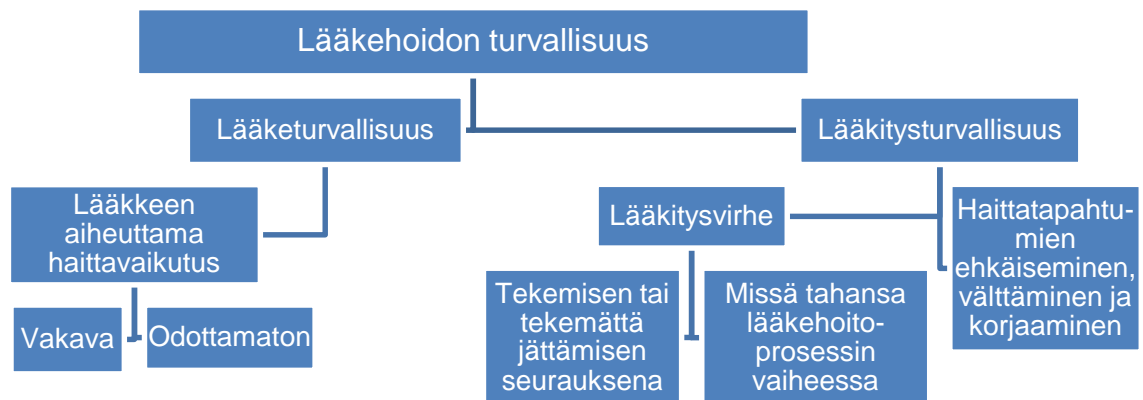 Lääkehoidon turvallisuus
Lääketurvallisuus
Lääkitysturvallisuus
Lääkkeen
aiheuttama
haittavaikutus
Lääkitysvirhe
Haittatapahtu-
mien
ehkäiseminen,
välttäminen ja
korjaaminen
Vakava
Odottamaton
Tekemisen tai
tekemättä
jättämisen
seurauksena
Missä tahansa
lääkehoito-
prosessin
vaiheessa